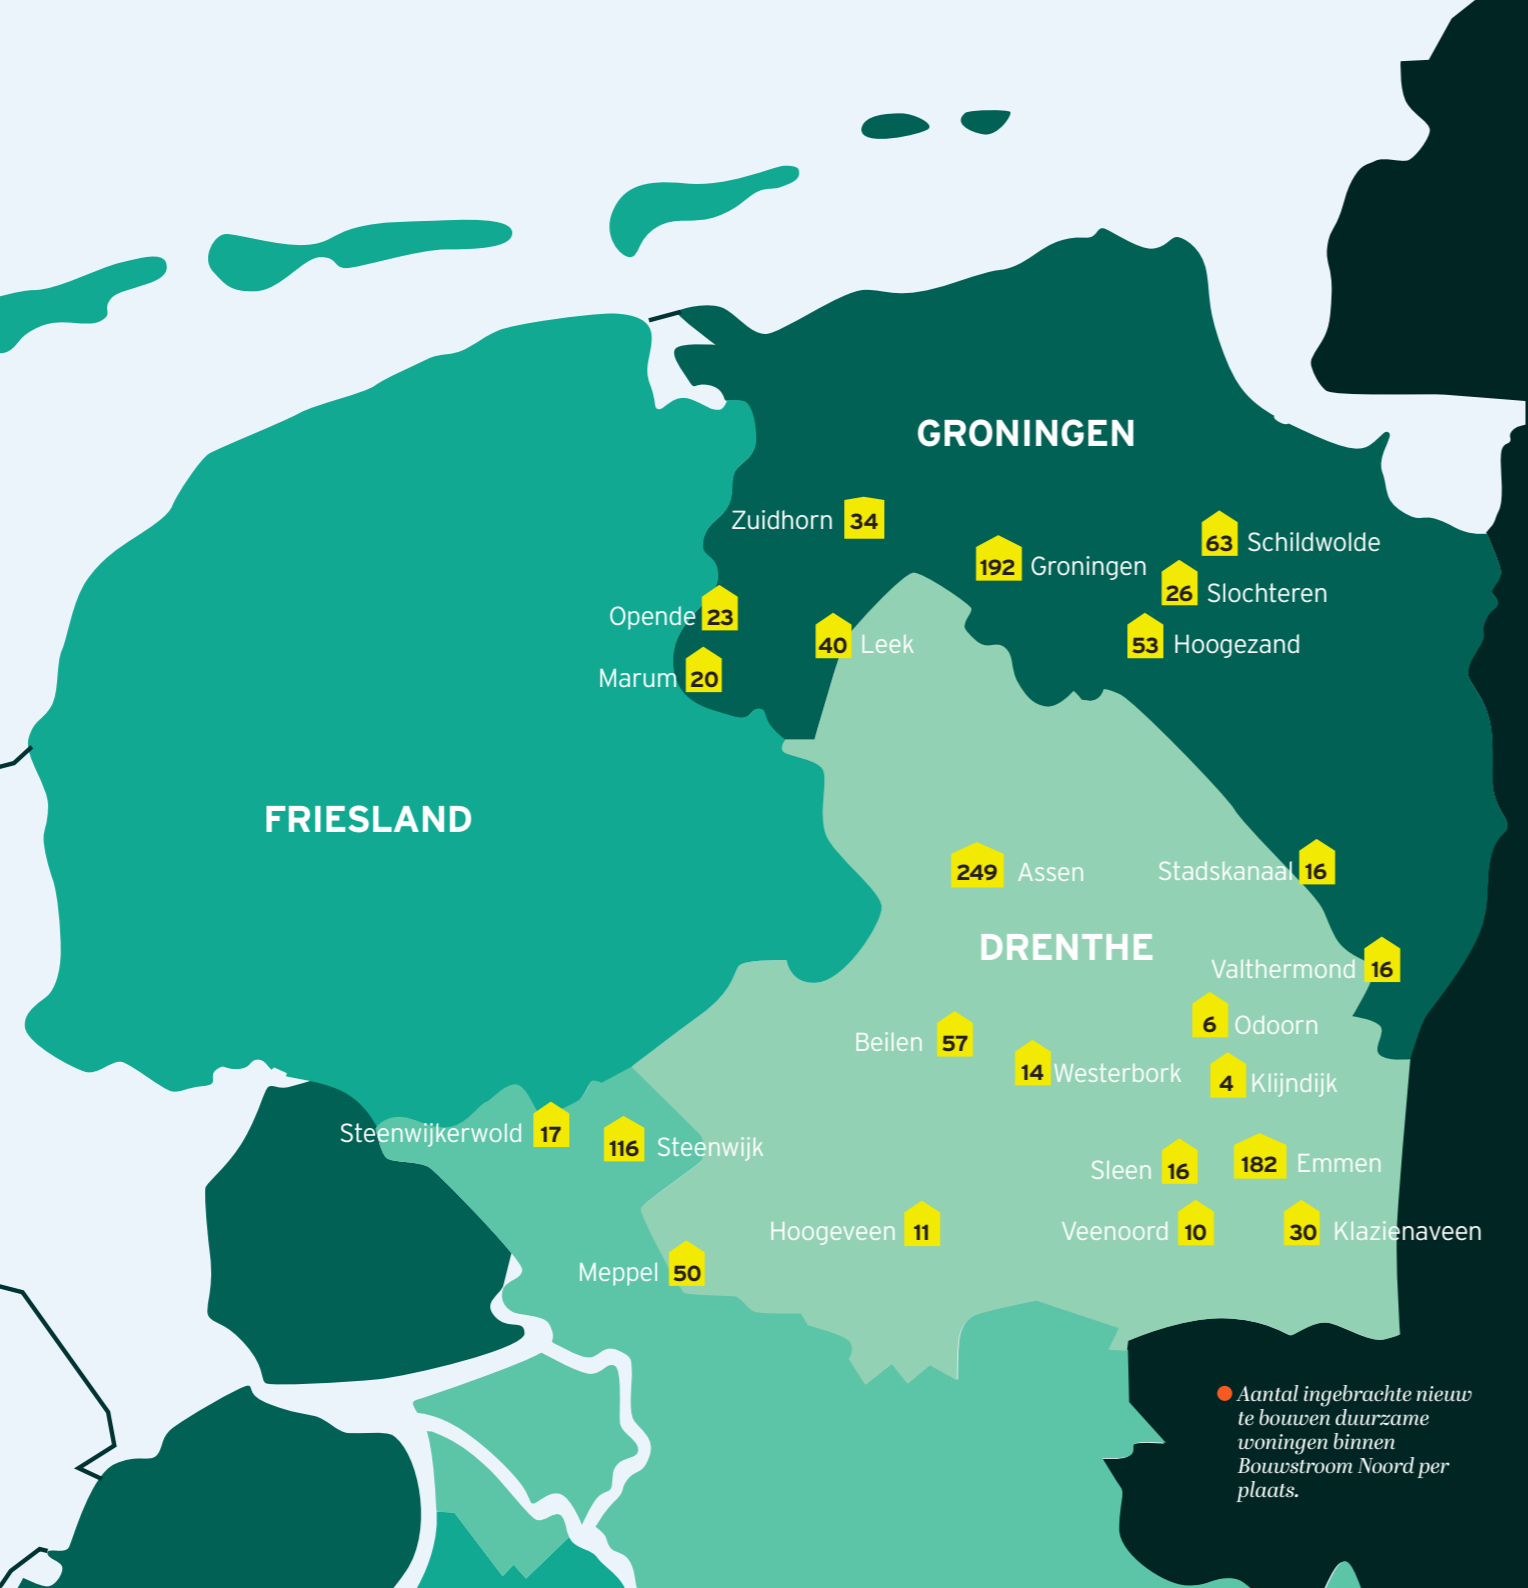 GRONINGEN
Zuidhorn 34
63 Schildwolde
192 Groningen
26 Slochteren
Opende 23
40 Leek
53 Hoogezand
Marum 20
FRIESLAND
249 Assen
Stadskanaal 16
DRENTHE
Valthermond 16
6 Odoorn
Beilen 57
14 Westerbork
4 Klijndijk
Steenwijkerwold 17
116 Steenwijk
Sleen 16
182 Emmen
Hoogeveen 11
Veenoord 10
30 Klazienaveen
Meppel 50
Aantal ingebrachte nieuw
te bouwen duurzame
woningen binnen
Bouwstroom Noord per
plaats.